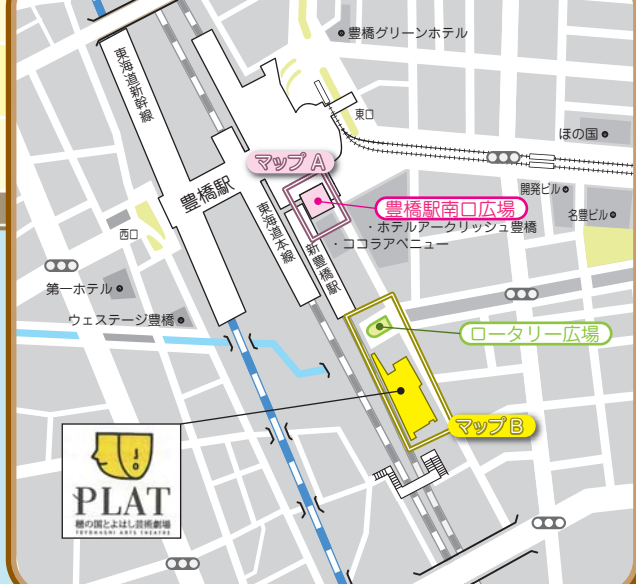 豊橋グリーンホテル
東海道新幹線
東口
ほの国
マップ A
豊橋駅
開発ビル
豊橋駅南口広場
名豊ビル
・ホテルアークリッシュ豊橋
・ココラアベニュー
西口
東海道本線
新豊橋駅
第一ホテル
ウェステージ豊橋
ロータリー広場
マップ B
PLAT
穂の国とよはし芸術劇場
TOYOHASHI ARTS THEATRE